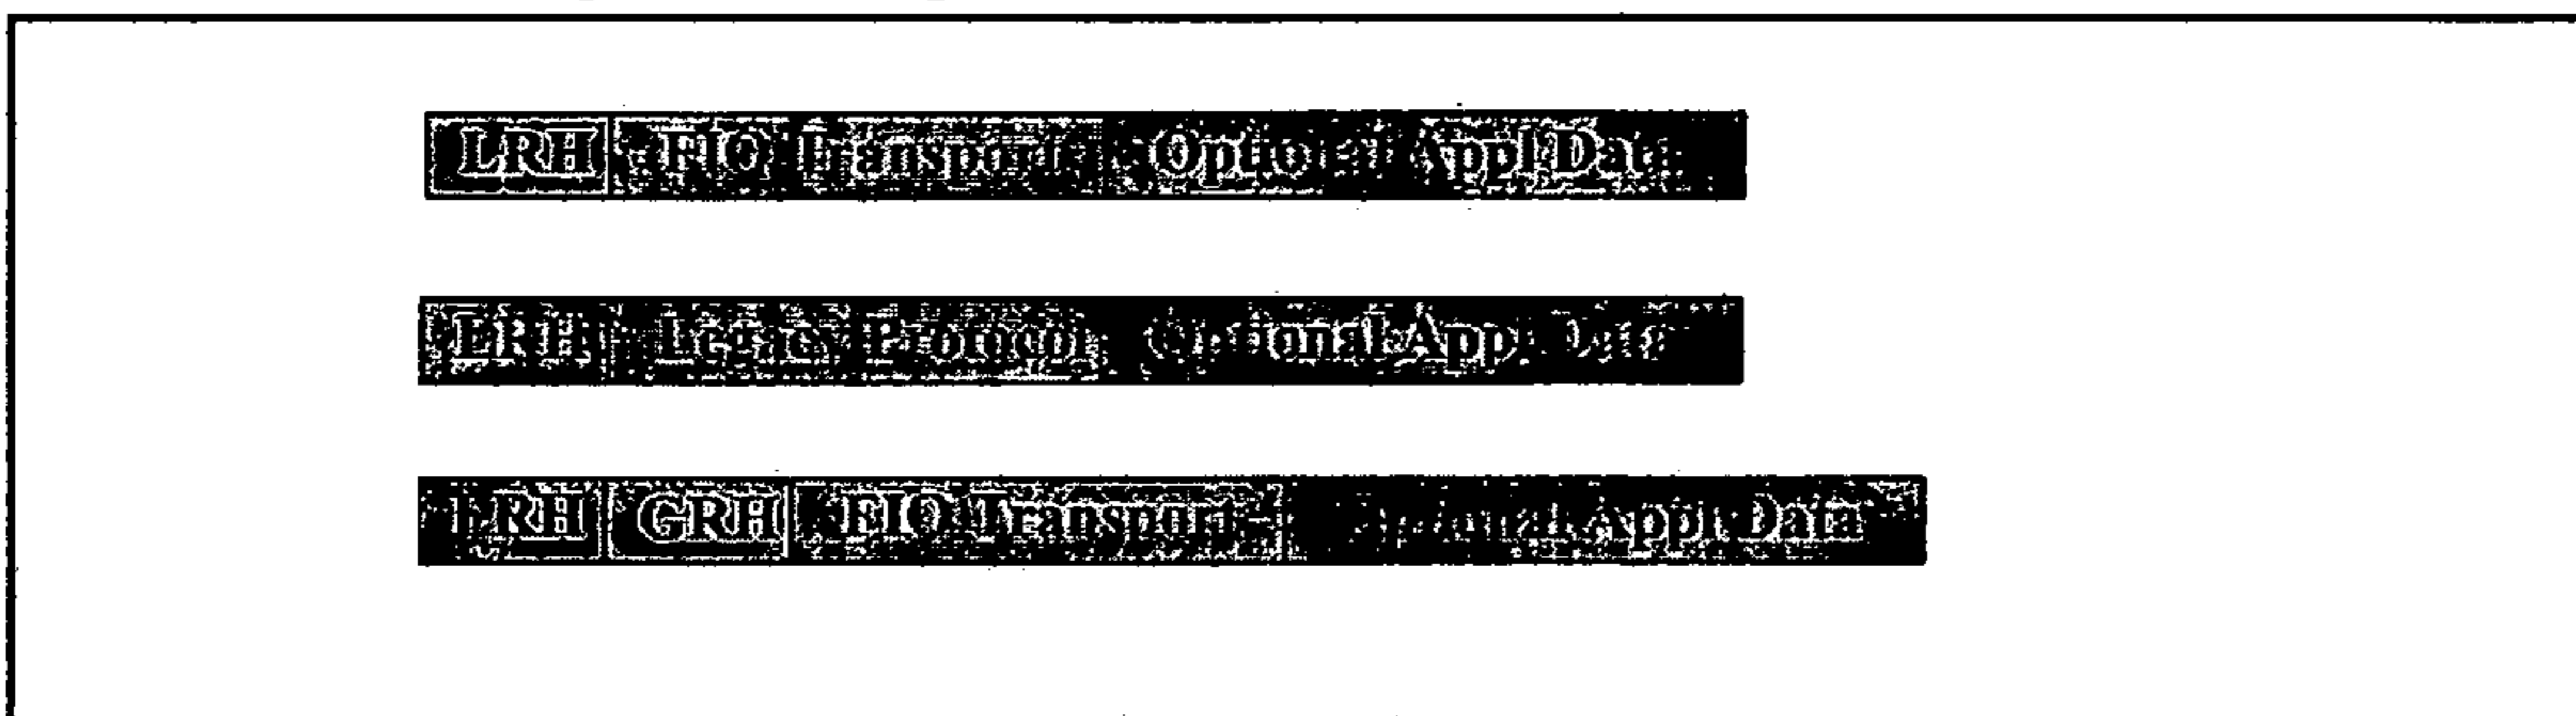 LRH FIO Transport Optional Appl Data
LRH Legacy Protocol Optional Appl Data
LRH GRH FIO Transport Optional Appl Data